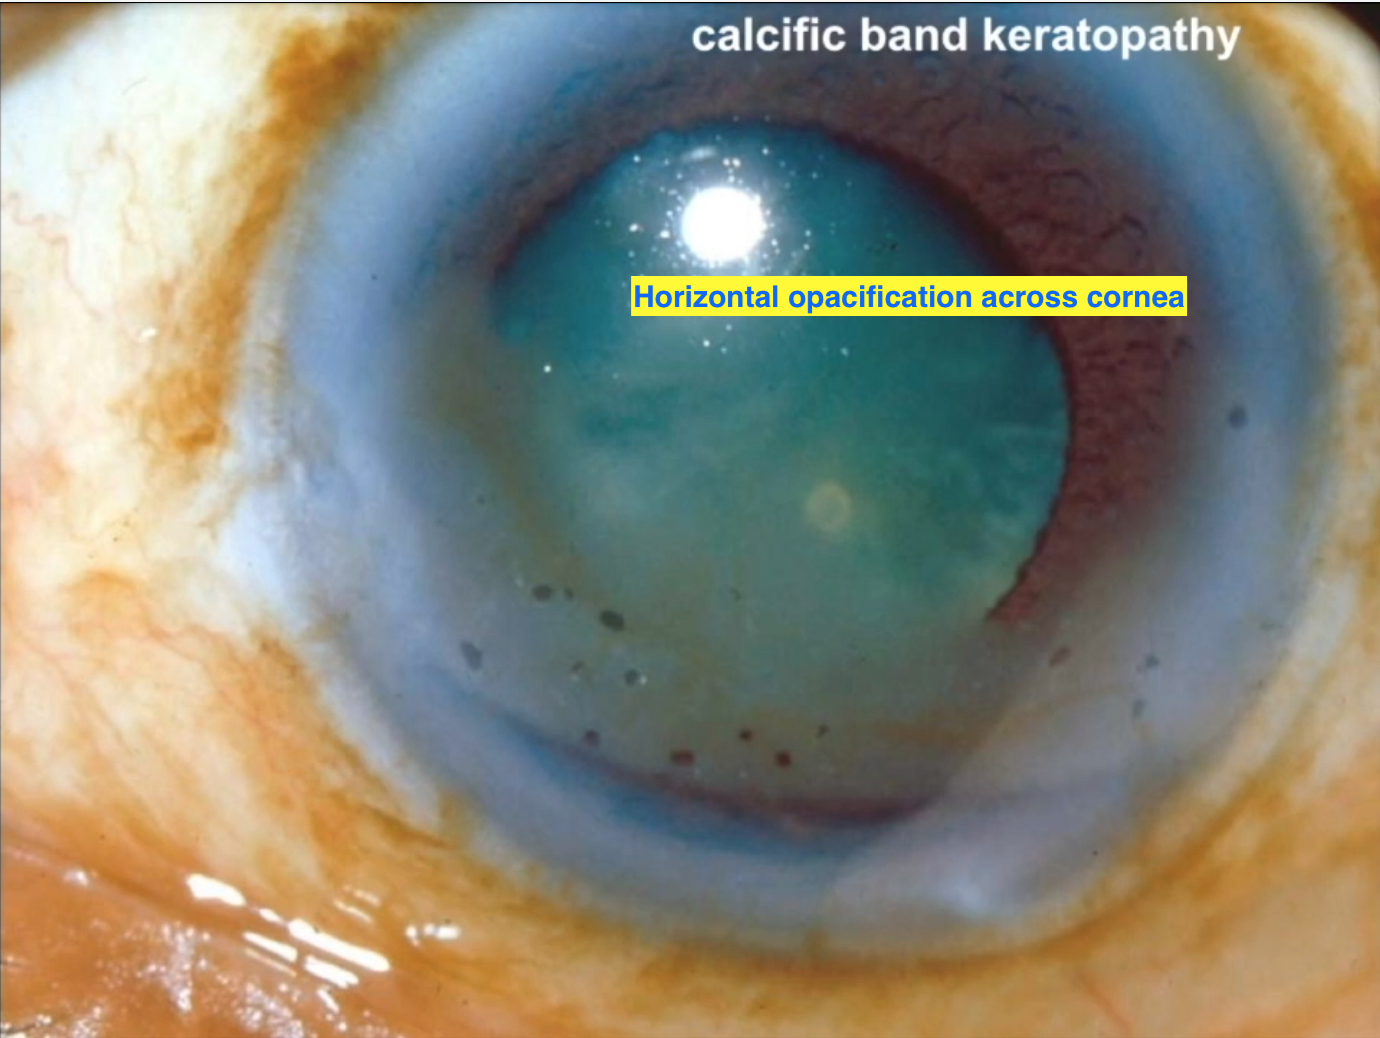 calcific band keratopathy
Horizontal opacification across cornea